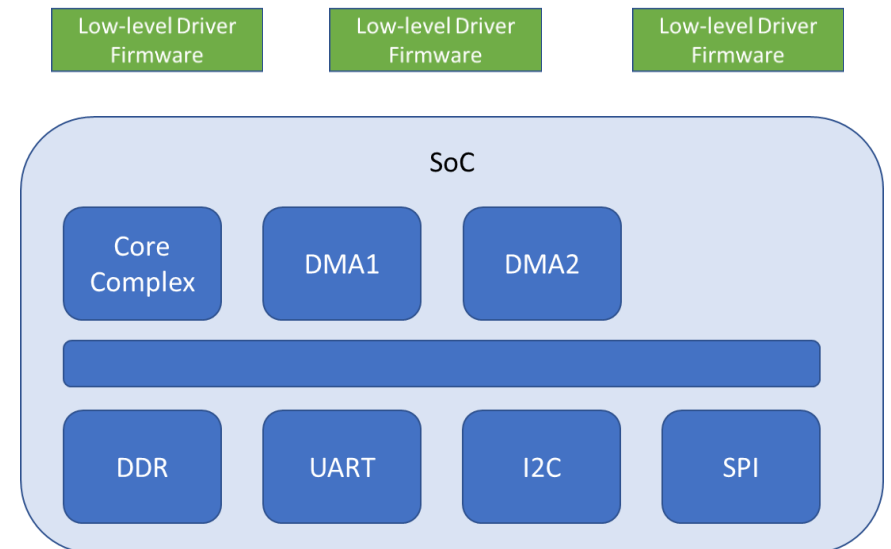 Low-level Driver
Firmware
Low-level Driver
Firmware
Low-level Driver
Firmware
SoC
Core
Complex
DMA1
DMA2
DDR
UART
I2C
SPI